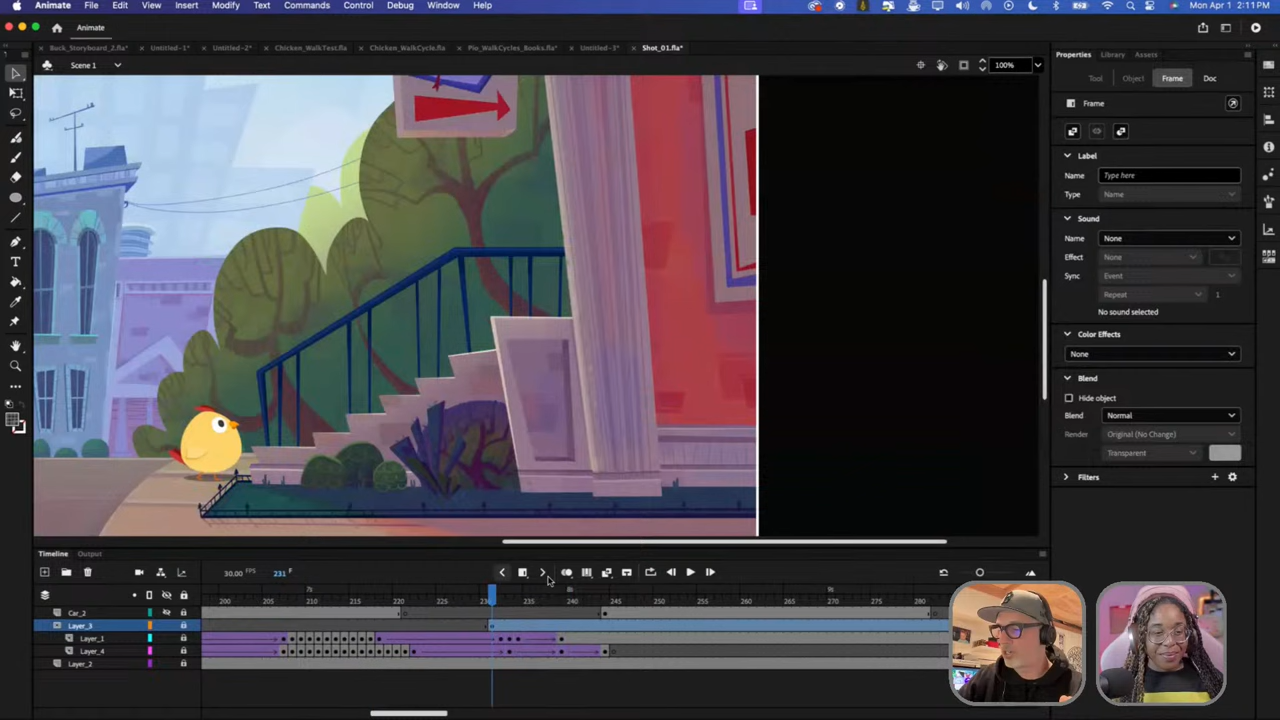 Animate File Edit View Insert Modify Text Commands Control Debug Window Help
Mon Apr 1 2:11PM
Animate
Buck_Storyboard_2.fla* Untitled-1* Untitled-2* Chicken_WalkTest.fla Chicken_WalkCycle.fla Pio_WalkCycles_Books.fla* Untitled-3* Shot_01.fla*
Scene 1 100%
Properties Library Assets
Tool Object Frame Doc
Frame
Label
Name Type here
Type Name
Sound
Name None
Effect None
Sync Event
Repeat 1
No sound selected
Color Effects
None
Blend
Hide object
Blend Normal
Render Original (No Change)
Transparent
Filters
Timeline Output
30.00 FPS 231 F
7s 8s 9s
200 205 210 215 220 225 230 235 240 245 250 255 260 265 270 275 280
Car_2
Layer_3
Layer_1
Layer_4
Layer_2